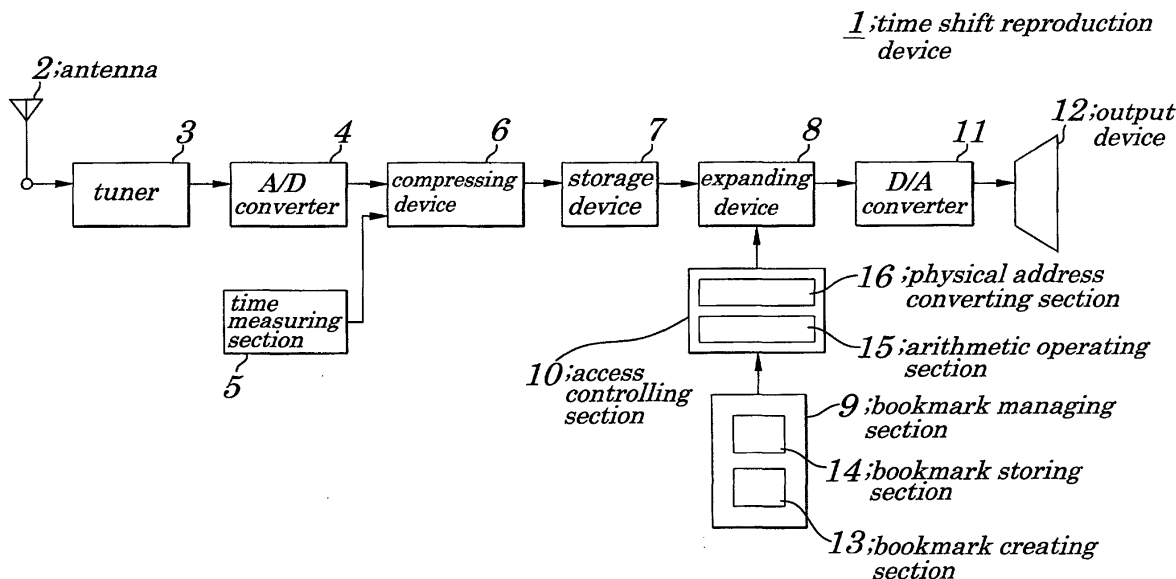 1;time shift reproduction
device
2;antenna
3
tuner
4
A/D
converter
6
compressing
device
7
storage
device
8
expanding
device
11
D/A
converter
12;output
device
time
measuring
section
5
16;physical address
converting section
15;arithmetic operating
section
10;access
controlling
section
9;bookmark managing
section
14;bookmark storing
section
13;bookmark creating
section